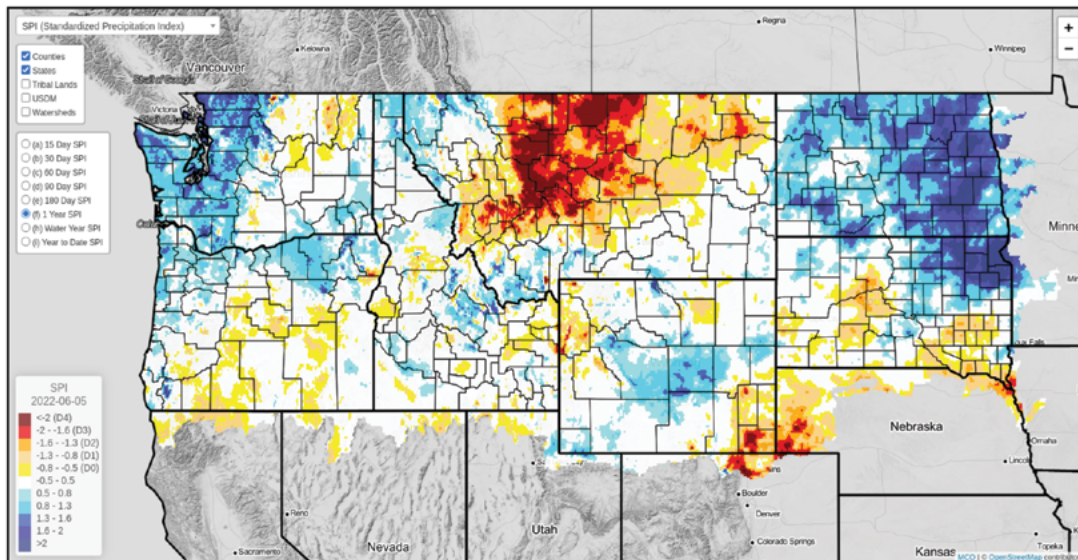 SPI (Standardized Precipitation Index)
Counties
States
Tribal Lands
USDM
Watersheds
(a) 15 Day SPI
(b) 30 Day SPI
(c) 60 Day SPI
(d) 90 Day SPI
(e) 180 Day SPI
(f) 1 Year SPI
(h) Water Year SPI
(i) Year to Date SPI
+
−
Regina
Kelowna
Winnipeg
Vancouver
Victoria
SPI
2022-06-05
<-2 (D4)
-2 - -1.6 (D3)
-1.6 - -1.3 (D2)
-1.3 - -0.8 (D1)
-0.8 - -0.5 (D0)
-0.5 - 0.5
0.5 - 0.8
0.8 - 1.3
1.3 - 1.6
1.6 - 2
>2
Minne
Nebraska
Omaha
Lincoln
Boulder
Denver
Reno
Utah
Colorado Springs
Sacramento
Nevada
Kansas
Topeka
MCO | © OpenStreetMap contributors